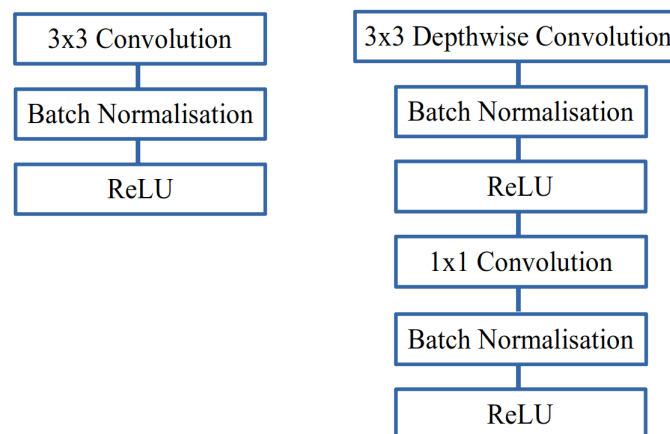 3x3 Convolution
Batch Normalisation
ReLU
3x3 Depthwise Convolution
Batch Normalisation
ReLU
1x1 Convolution
Batch Normalisation
ReLU